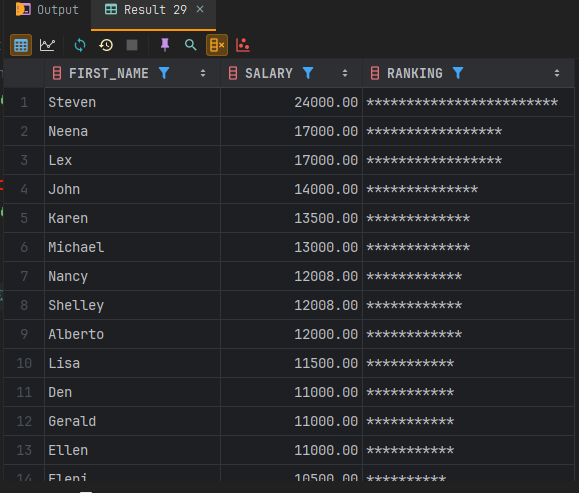 Output Result 29 ×
FIRST_NAME SALARY RANKING
1 Steven 24000.00 ************************
2 Neena 17000.00 *****************
3 Lex 17000.00 *****************
4 John 14000.00 **************
5 Karen 13500.00 *************
6 Michael 13000.00 *************
7 Nancy 12008.00 ************
8 Shelley 12008.00 ************
9 Alberto 12000.00 ************
10 Lisa 11500.00 ***********
11 Den 11000.00 ***********
12 Gerald 11000.00 ***********
13 Ellen 11000.00 ***********
14 Eleni 10500.00 **********